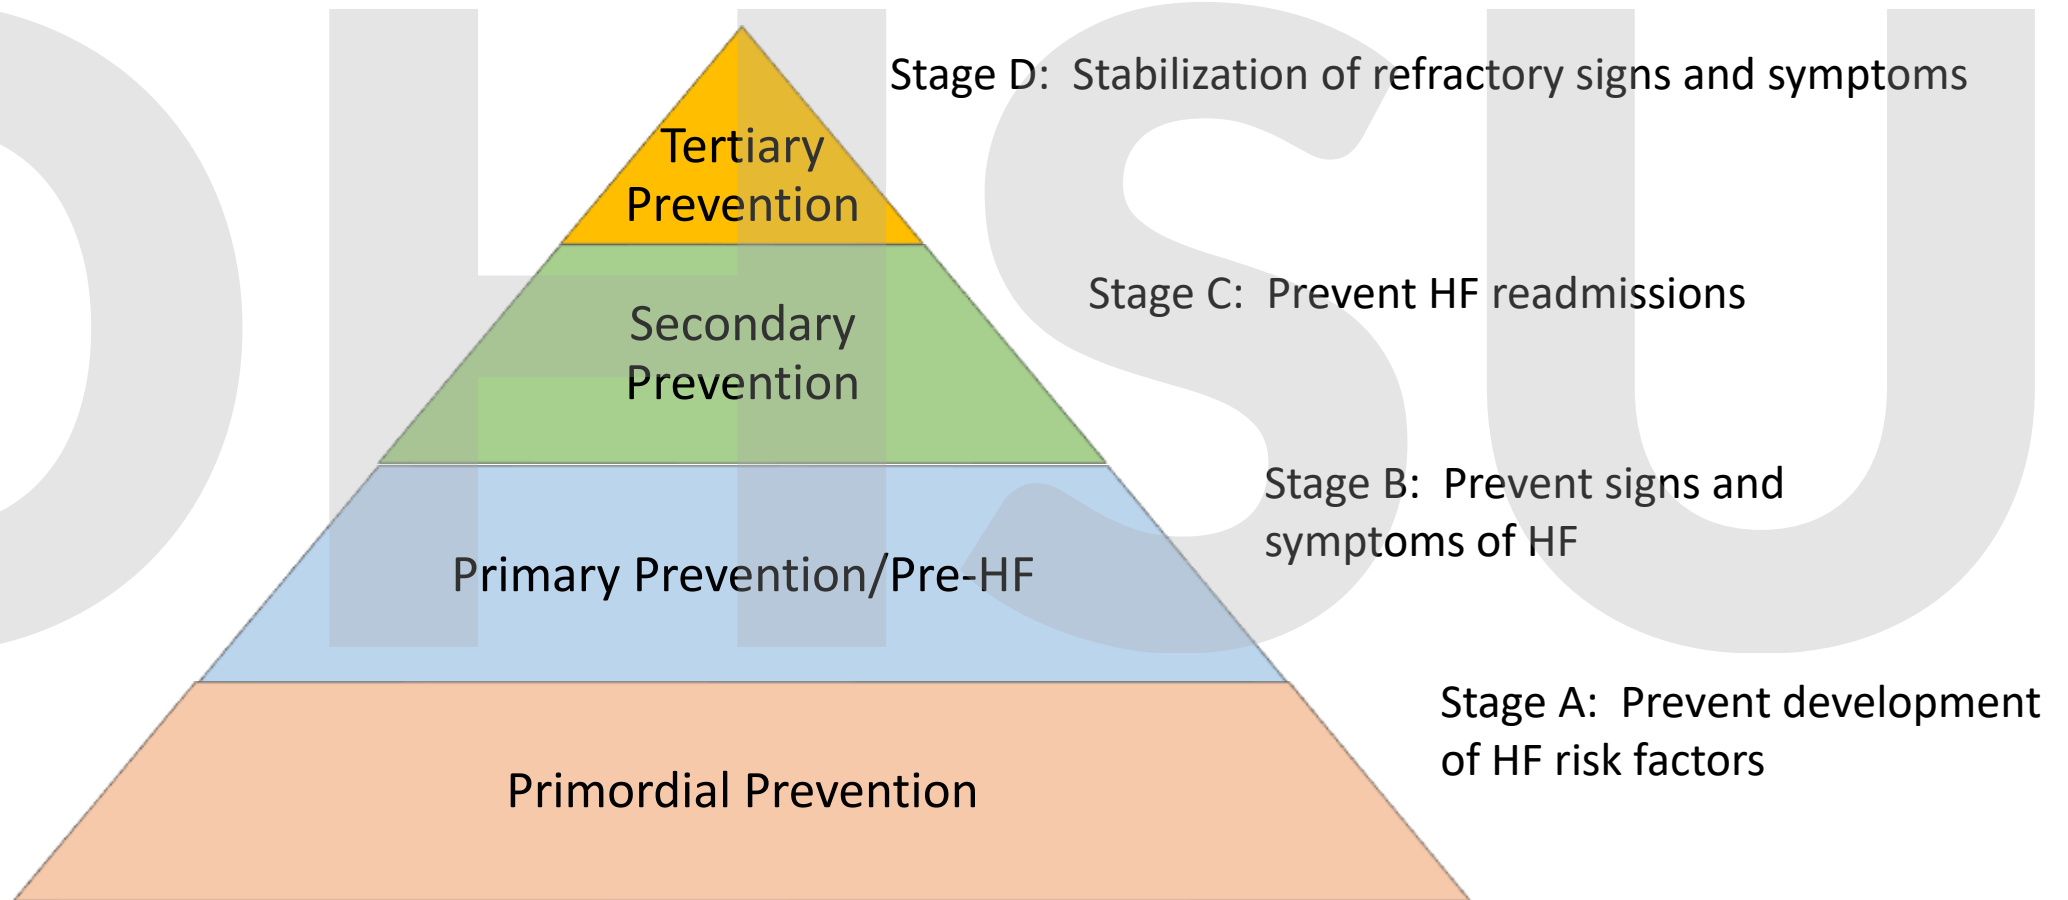 Stage D:  Stabilization of refractory signs and symptoms
Tertiary
Prevention
Stage C:  Prevent HF readmissions
Secondary
Prevention
Stage B:  Prevent signs and
symptoms of HF
Primary Prevention/Pre-HF
Stage A:  Prevent development
of HF risk factors
Primordial Prevention
OHSU